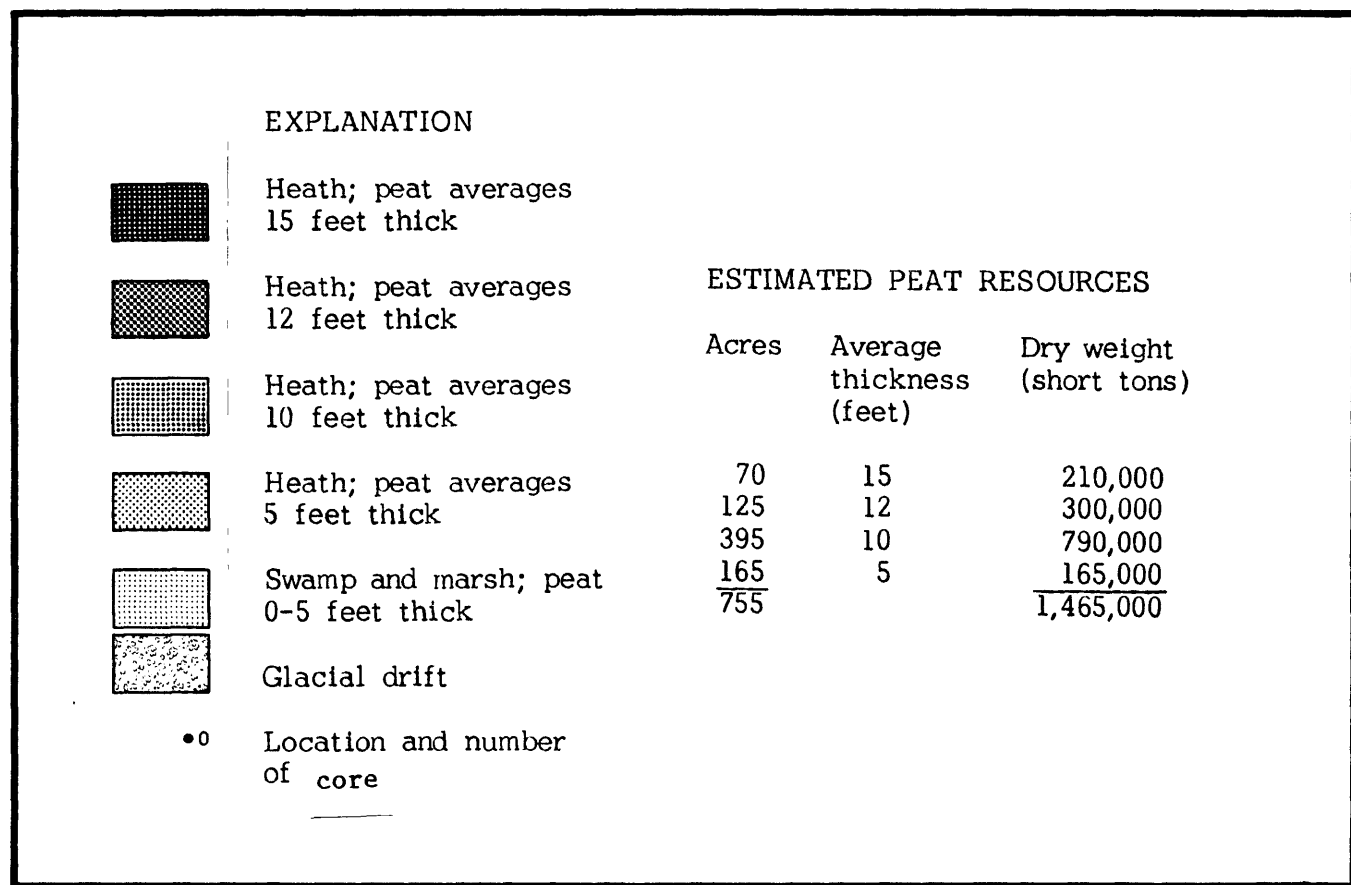 EXPLANATION
Heath; peat averages
15 feet thick
Heath; peat averages
12 feet thick
Heath; peat averages
10 feet thick
Heath; peat averages
5 feet thick
Swamp and marsh; peat
0-5 feet thick
Glacial drift
•0 Location and number
of core
ESTIMATED PEAT RESOURCES
Acres Average Dry weight
thickness (short tons)
(feet)
70 15 210,000
125 12 300,000
395 10 790,000
165 5 165,000
755 1,465,000